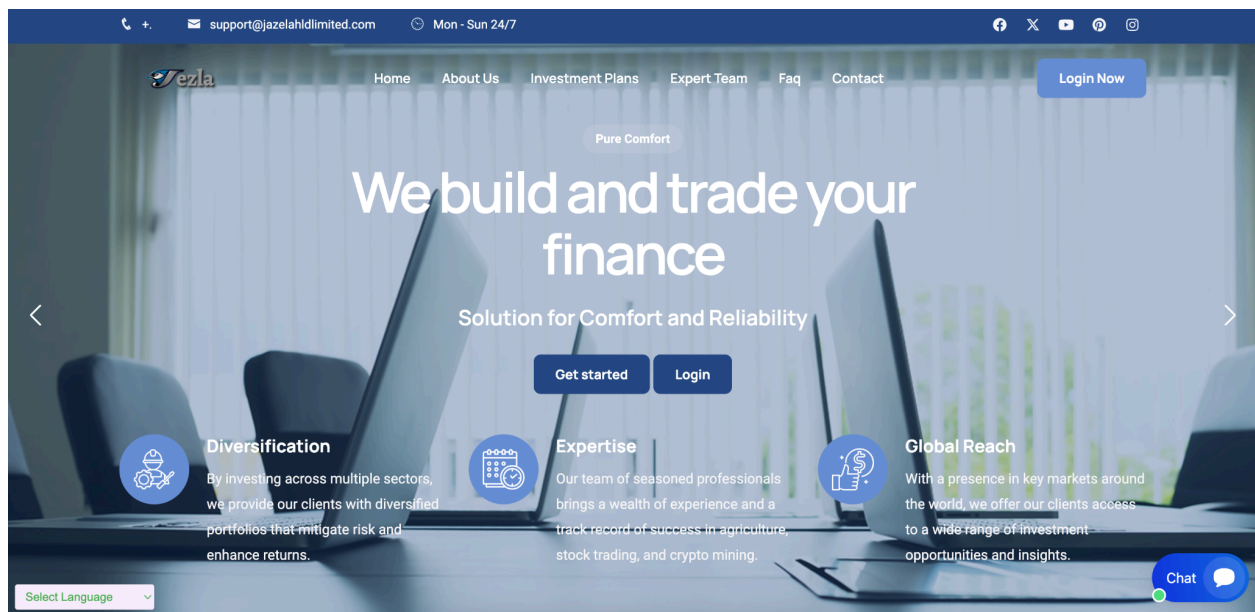 +.
support@jazelahldlimited.com
Mon - Sun 24/7
Jezla
Home About Us Investment Plans Expert Team Faq Contact
Login Now
Pure Comfort
We build and trade your
finance
Solution for Comfort and Reliability
Get started Login
Diversification
By investing across multiple sectors,
we provide our clients with diversified
portfolios that mitigate risk and
enhance returns.
Expertise
Our team of seasoned professionals
brings a wealth of experience and a
track record of success in agriculture,
stock trading, and crypto mining.
Global Reach
With a presence in key markets around
the world, we offer our clients access
to a wide range of investment
opportunities and insights.
Select Language
Chat